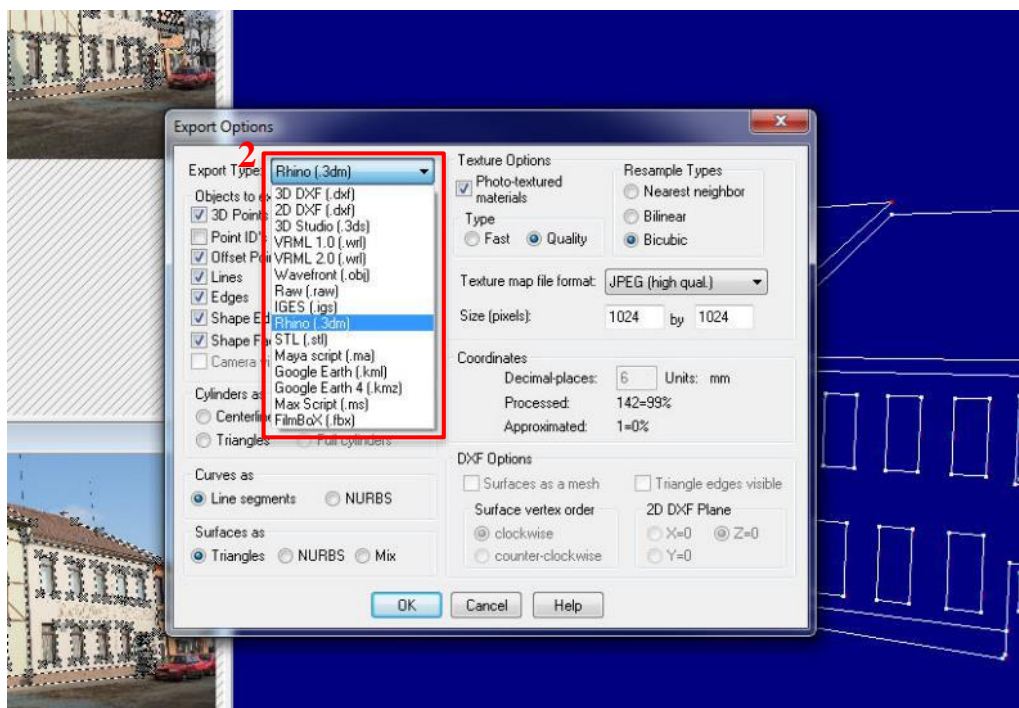 Export Options
2
Export Type: Rhino (.3dm)
3D DXF (.dxf)
2D DXF (.dxf)
3D Studio (.3ds)
VRML 1.0 (.wrl)
VRML 2.0 (.wrl)
Wavefront (.obj)
Raw (.raw)
IGES (.igs)
Rhino (.3dm)
STL (.stl)
Maya script (.ma)
Google Earth (.kml)
Google Earth 4 (.kmz)
Max Script (.ms)
FilmBoX (.fbx)
Objects to
3D Points
Point ID's
Offset
Lines
Edges
Shape
Shape
Camera
Cylinders as
Triangles
Full cylinders
Curves as
Line segments NURBS
Surfaces as
Triangles NURBS Mix
Texture Options
Photo-textured
materials
Type
Fast Quality
Resample Types
Nearest neighbor
Bilinear
Bicubic
Texture map file format: JPEG (high qual.)
Size (pixels): 1024 by 1024
Coordinates
Decimal-places: 6 Units: mm
Processed: 142=99%
Approximated: 1=0%
DXF Options
Surfaces as a mesh Triangle edges visible
Surface vertex order
clockwise
counter-clockwise
2D DXF Plane
X=0 Z=0
Y=0
OK Cancel Help